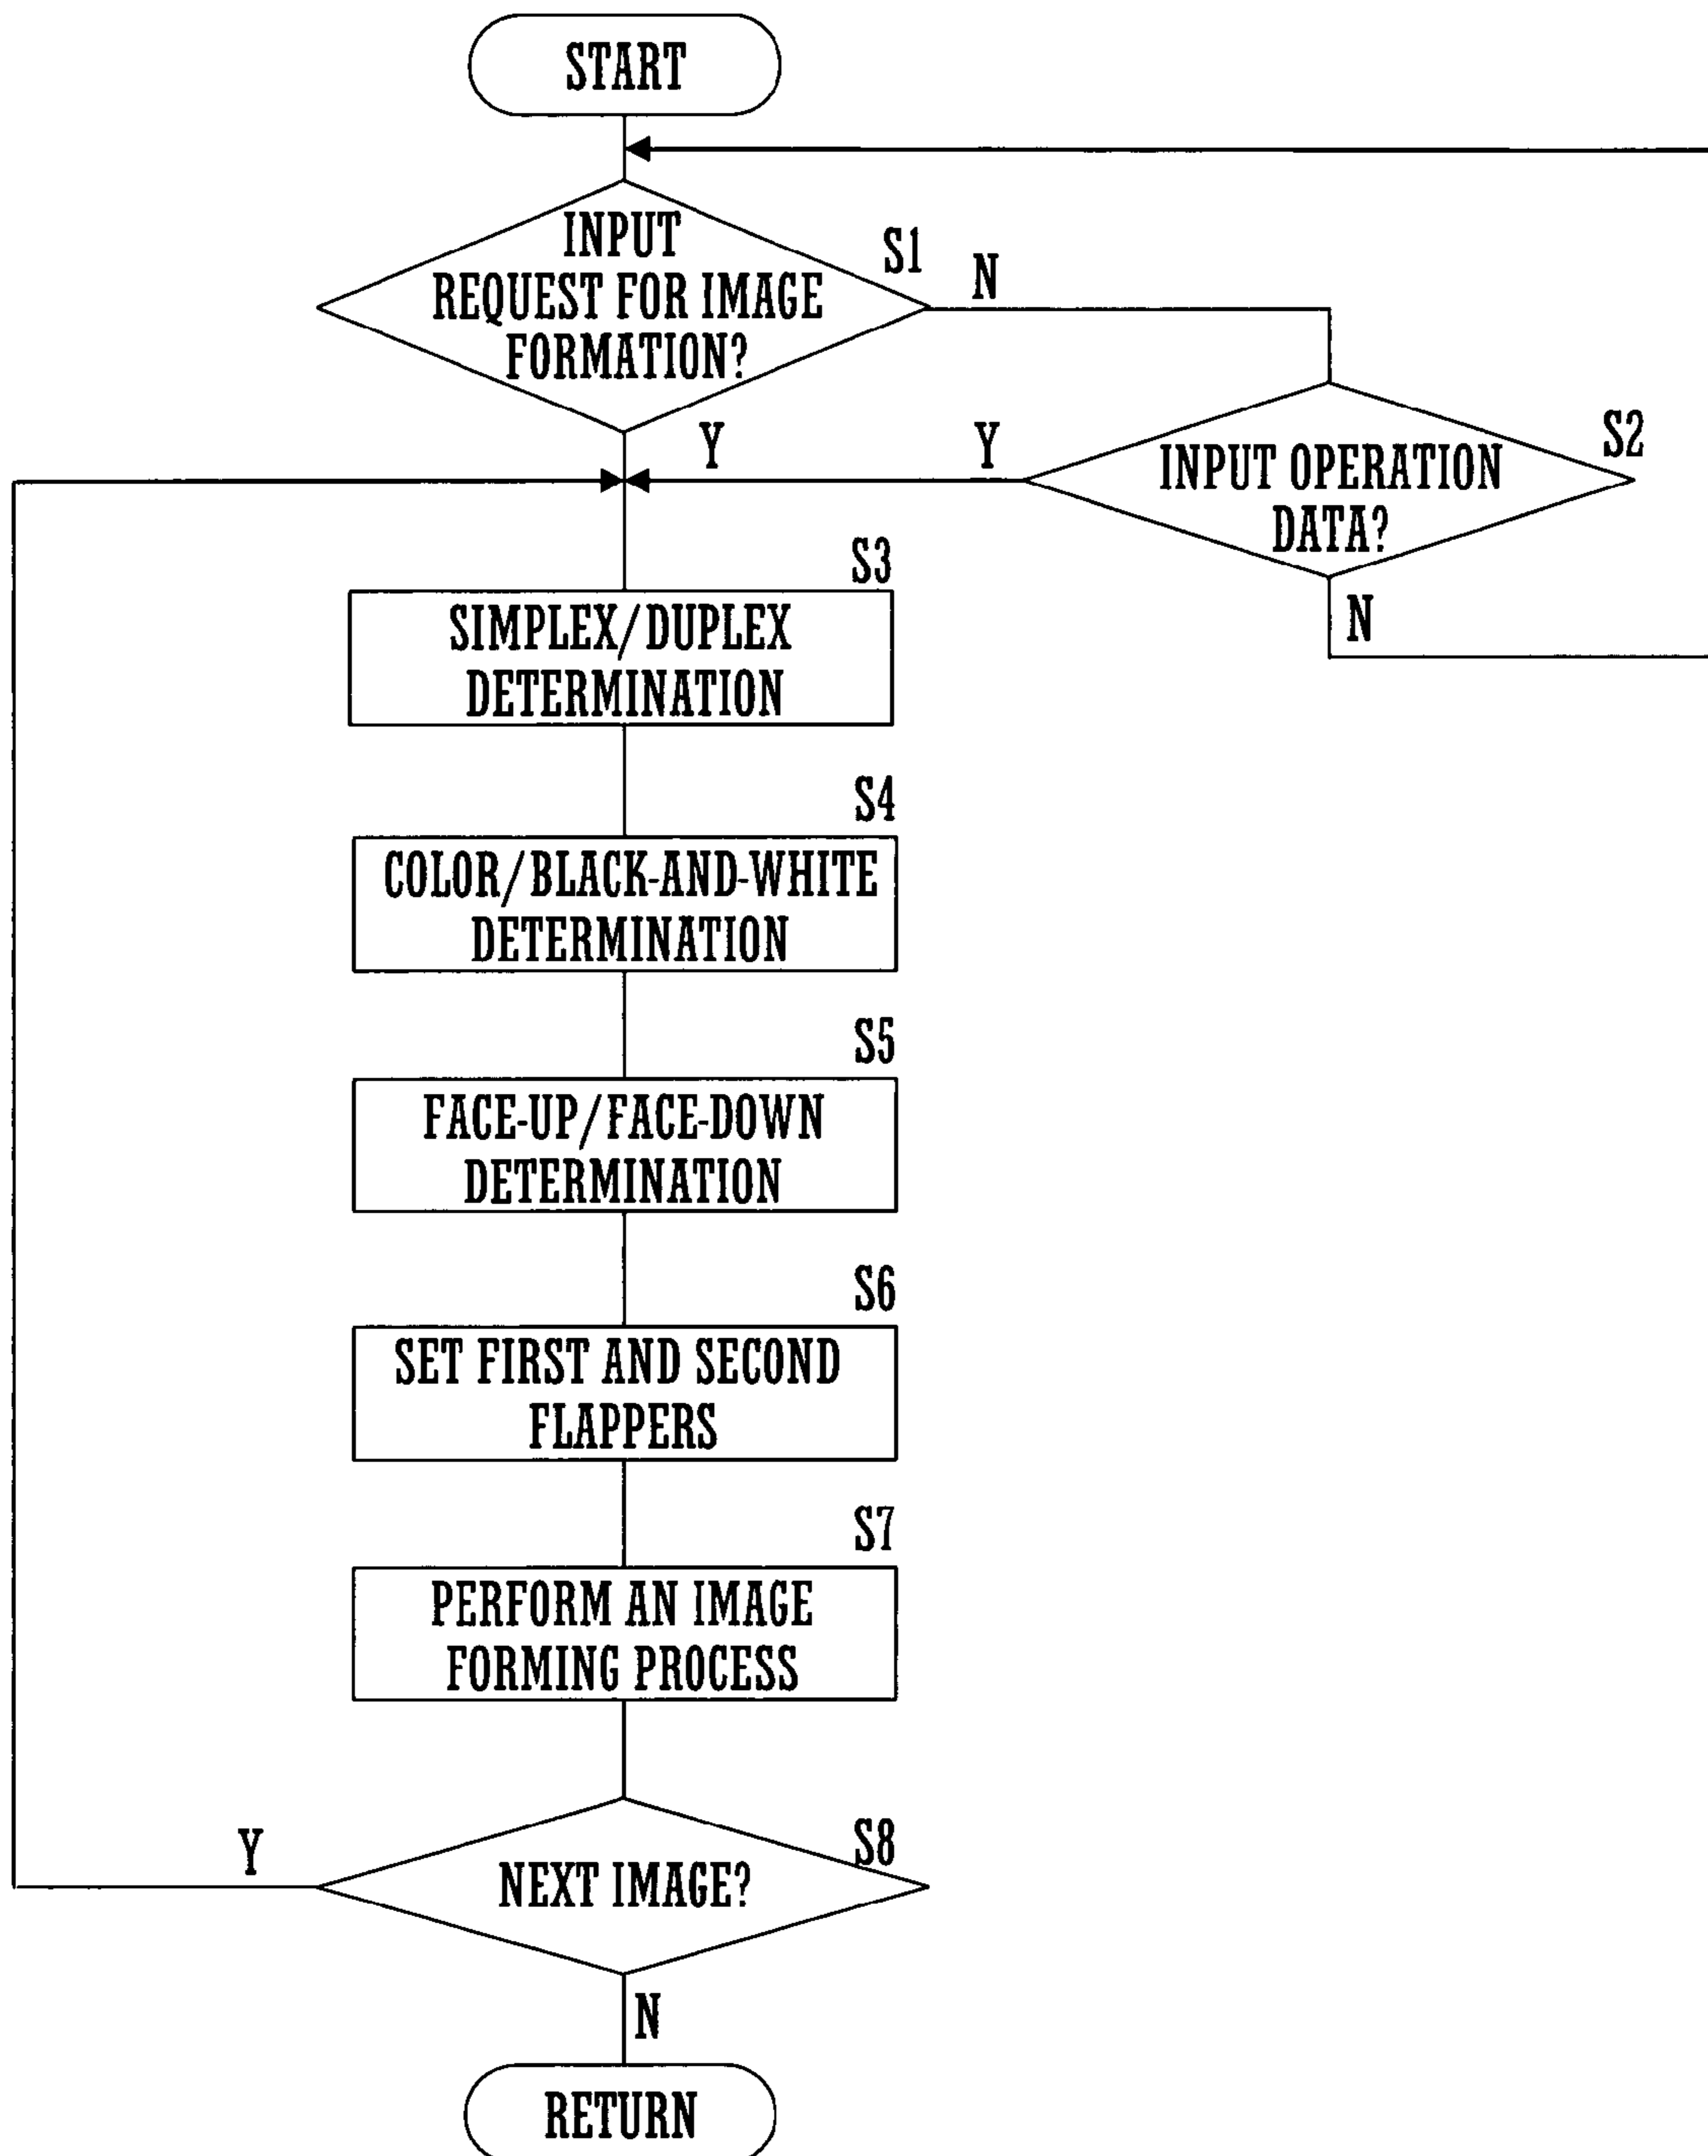 START
INPUT
REQUEST FOR IMAGE
FORMATION?
S1
N
Y
Y
INPUT OPERATION
DATA?
S2
N
S3
SIMPLEX/DUPLEX
DETERMINATION
S4
COLOR/BLACK-AND-WHITE
DETERMINATION
S5
FACE-UP/FACE-DOWN
DETERMINATION
S6
SET FIRST AND SECOND
FLAPPERS
S7
PERFORM AN IMAGE
FORMING PROCESS
Y
S8
NEXT IMAGE?
N
RETURN